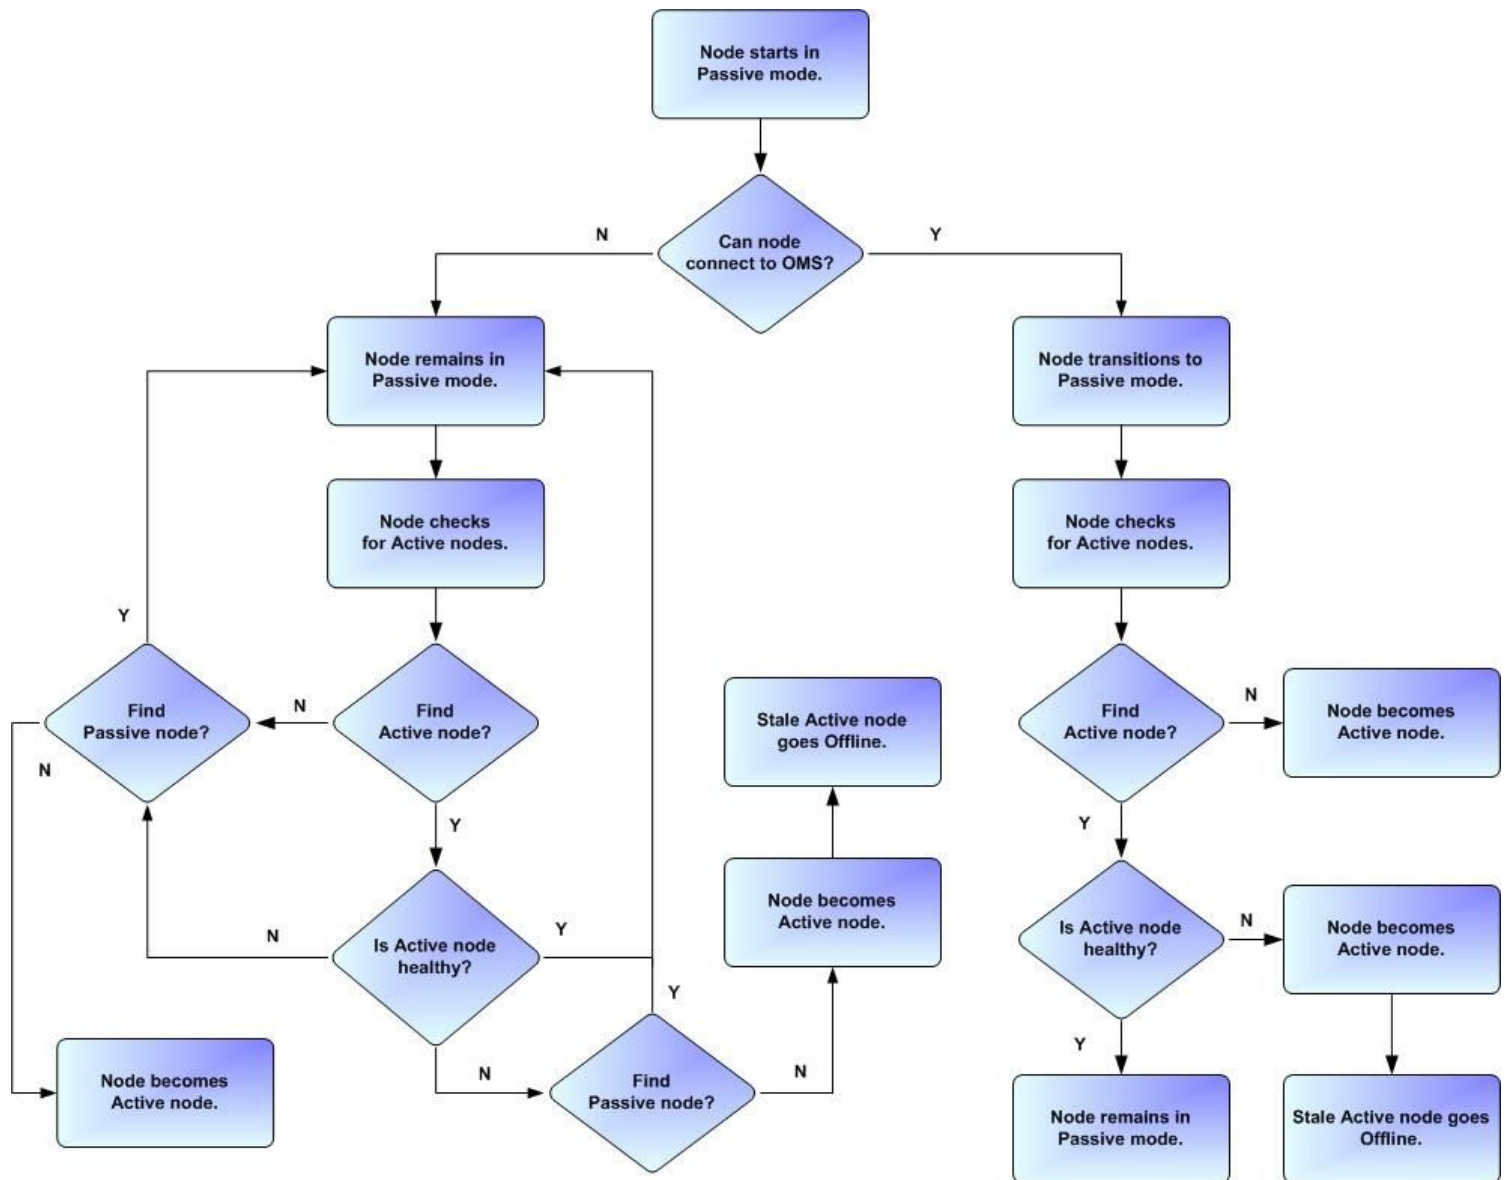 Node starts in
Passive mode.
Can node
connect to OMS?
N
Y
Node remains in
Passive mode.
Node transitions to
Passive mode.
Node checks
for Active nodes.
Node checks
for Active nodes.
Y
Find
Passive node?
N
Find
Active node?
N
Y
Stale Active node
goes Offline.
Find
Active node?
N
Node becomes
Active node.
Y
Is Active node
healthy?
N
Y
Node becomes
Active node.
Y
Is Active node
healthy?
N
Node becomes
Active node.
Node becomes
Active node.
N
Y
Find
Passive node?
N
Y
Node remains in
Passive mode.
Stale Active node goes
Offline.